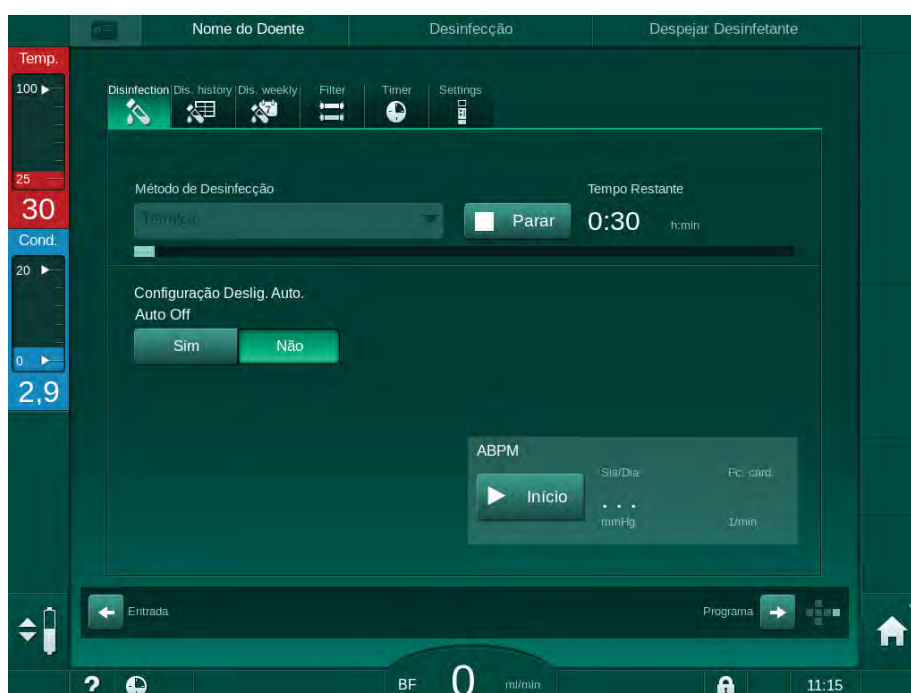 Nome do Doente Desinfecção Despejar Desinfetante
Temp.
100
25
30
Cond.
20
0
2,9
Disinfection Dis. history Dis. weekly Filter Timer Settings
7
Método de Desinfecção
Tempo Restante
Parar
0:30 h:min
Configuração Deslig. Auto.
Auto Off
Sim Não
ABPM
Início
Sis/Dia Fc. card.
. . .
mmHg 1/min
Entrada Programa
? BF 0 ml/min 11:15